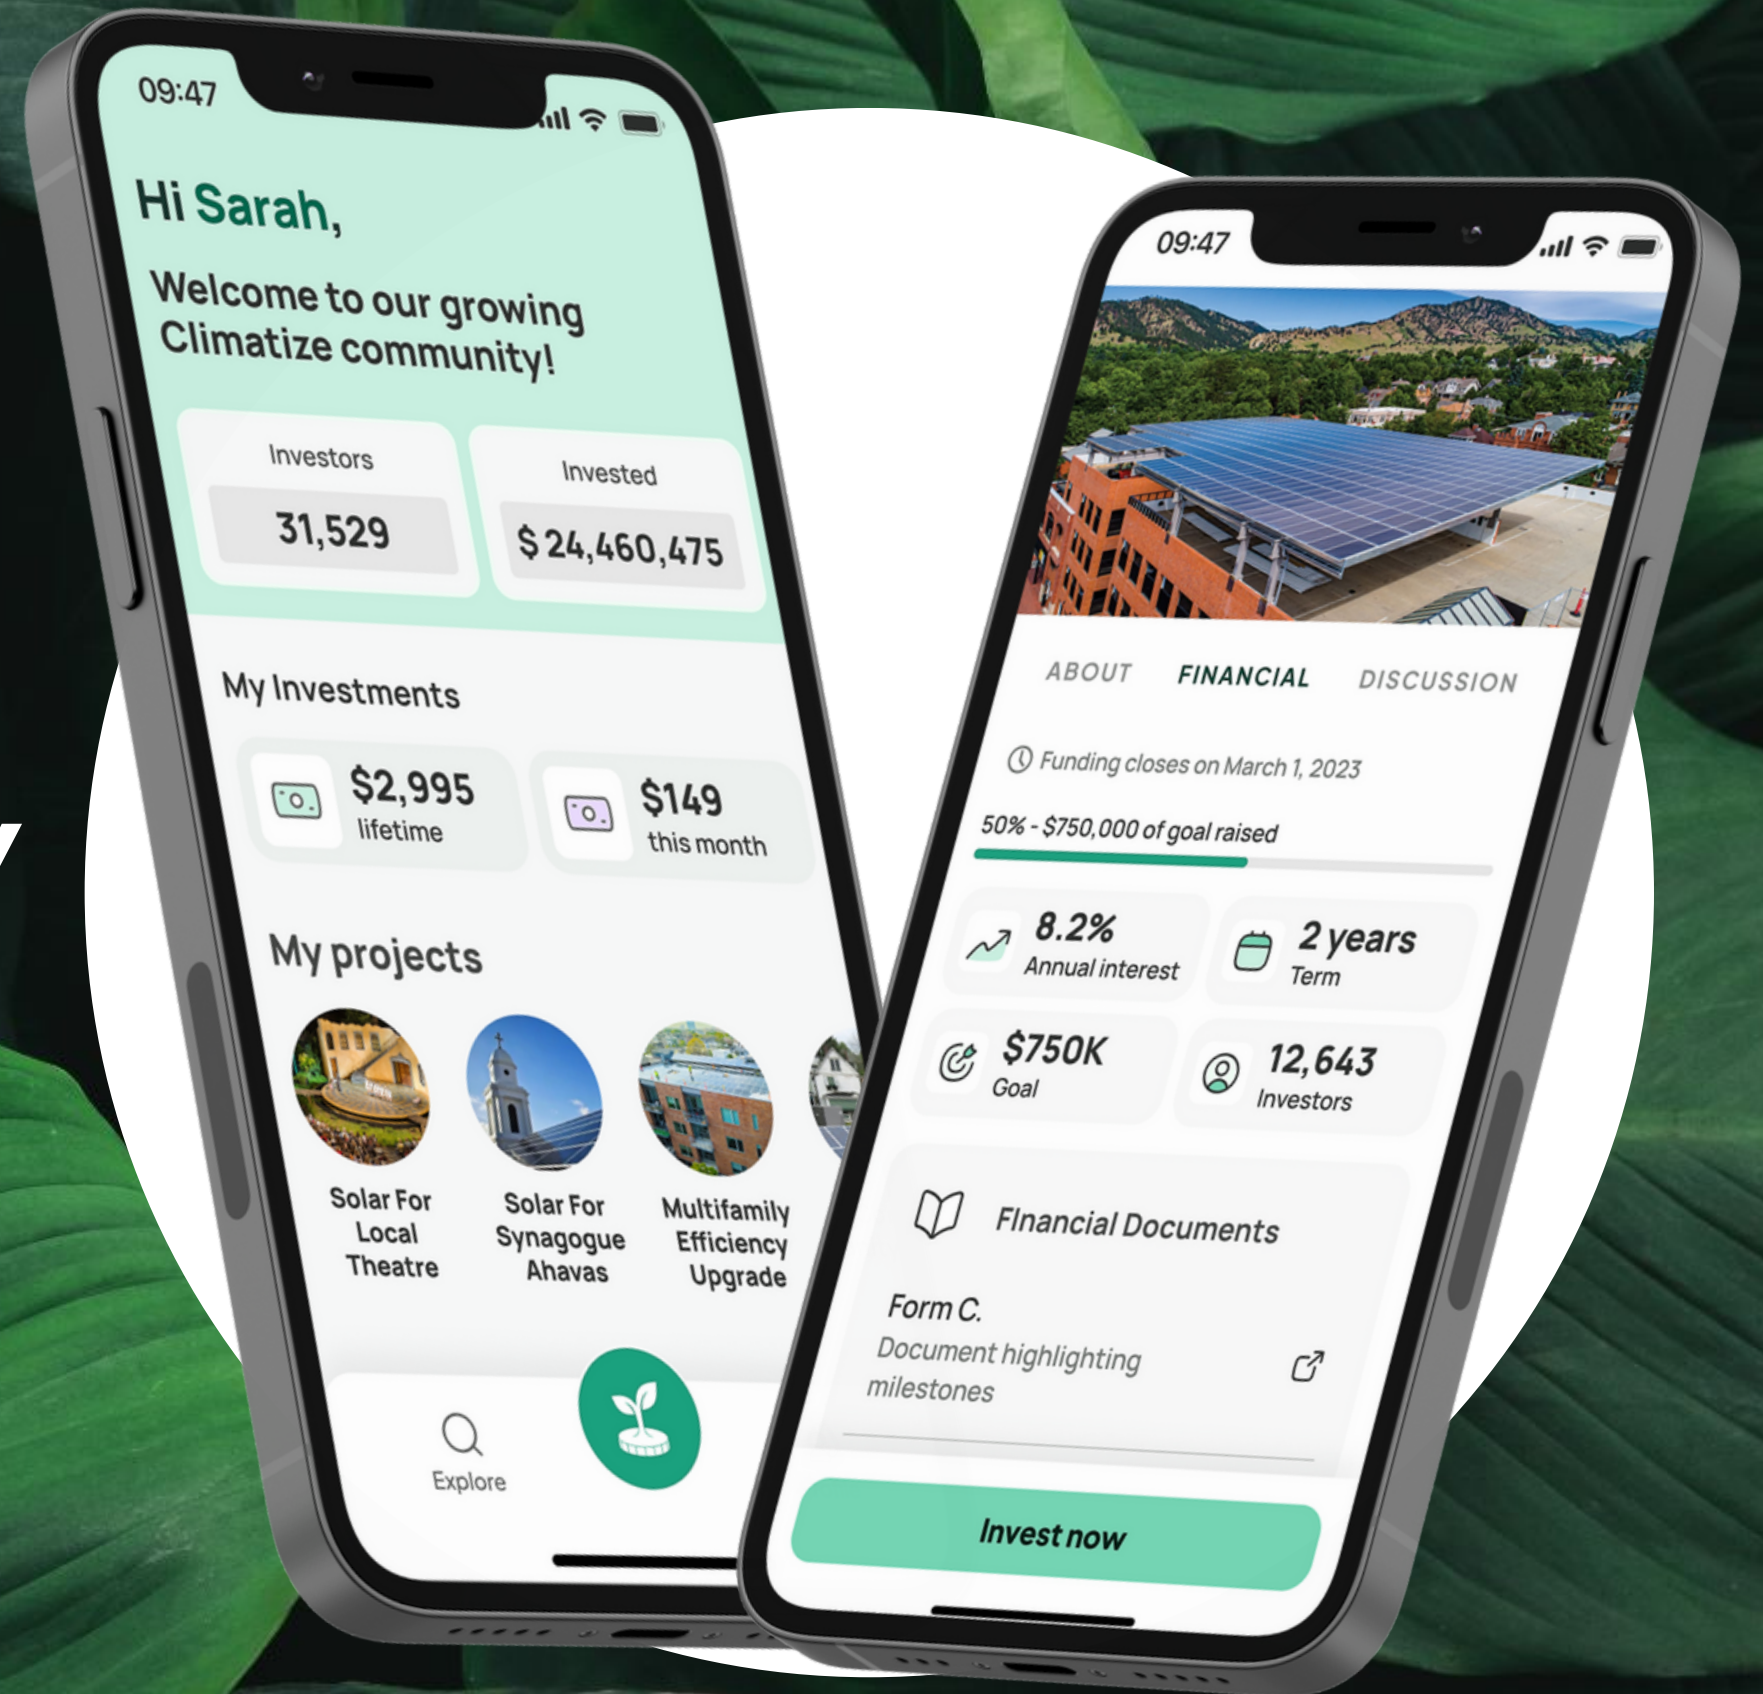 09:47
Hi Sarah,
Welcome to our growing
Climatize community!
Investors
31,529
Invested
$ 24,460,475
My Investments
$2,995
lifetime
$149
this month
My projects
Solar For
Local
Theatre
Solar For
Synagogue
Ahavas
Multifamily
Efficiency
Upgrade
Explore
09:47
ABOUT
FINANCIAL
DISCUSSION
Funding closes on March 1, 2023
50% - $750,000 of goal raised
8.2%
Annual interest
2 years
Term
$750K
Goal
12,643
Investors
FInancial Documents
Form C.
Document highlighting
milestones
Invest now